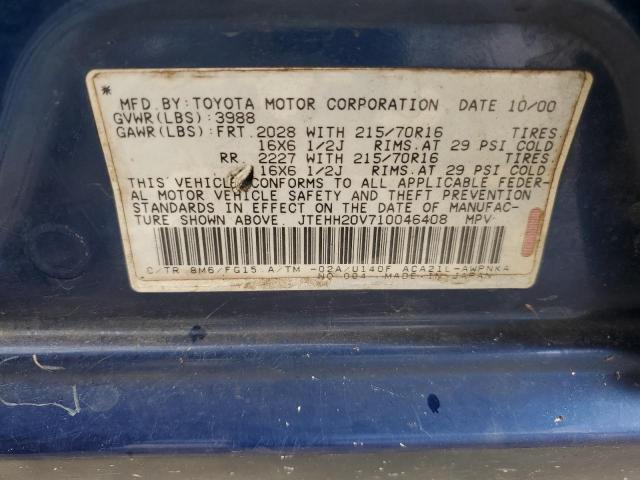 *
MFD. BY: TOYOTA MOTOR CORPORATION DATE 10/00
GVWR(LBS): 3988
GAWR(LBS): FRT. 2028 WITH 215/70R16 TIRES
16X6 1/2J RIMS.AT 29 PSI COLD
RR. 2227 WITH 215/70R16 TIRES
16X6 1/2J RIMS.AT 29 PSI COLD
THIS VEHICLE CONFORMS TO ALL APPLICABLE FEDER-
AL MOTOR VEHICLE SAFETY AND THEFT PREVENTION
STANDARDS IN EFFECT ON THE DATE OF MANUFAC-
TURE SHOWN ABOVE. JTEHH20V710046408 MPV
C/TR 8M6/FG15 A/TM -02A/U140F ACA21L-AWPNKA
NO 004 MADE IN JAPAN